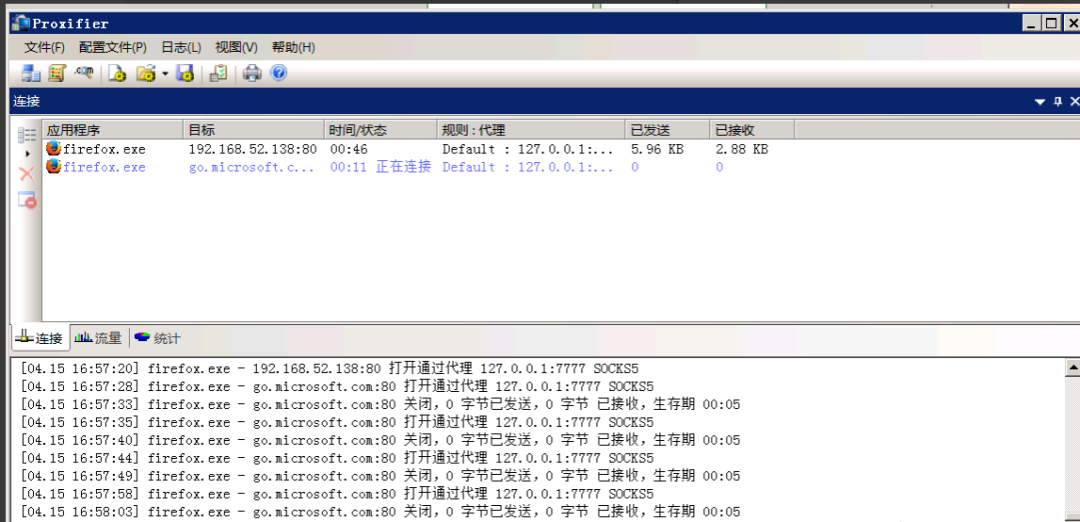 Proxifier
文件(F) 配置文件(P) 日志(L) 视图(V) 帮助(H)
连接
应用程序 目标 时间/状态 规则 : 代理 已发送 已接收
firefox.exe 192.168.52.138:80 00:46 Default : 127.0.0.1:... 5.96 KB 2.88 KB
firefox.exe go.microsoft.c... 00:11 正在连接 Default : 127.0.0.1:... 0 0
连接 流量 统计
[04.15 16:57:20] firefox.exe - 192.168.52.138:80 打开通过代理 127.0.0.1:7777 SOCKS5
[04.15 16:57:28] firefox.exe - go.microsoft.com:80 打开通过代理 127.0.0.1:7777 SOCKS5
[04.15 16:57:33] firefox.exe - go.microsoft.com:80 关闭, 0 字节已发送, 0 字节 已接收, 生存期 00:05
[04.15 16:57:35] firefox.exe - go.microsoft.com:80 打开通过代理 127.0.0.1:7777 SOCKS5
[04.15 16:57:40] firefox.exe - go.microsoft.com:80 关闭, 0 字节已发送, 0 字节 已接收, 生存期 00:05
[04.15 16:57:44] firefox.exe - go.microsoft.com:80 打开通过代理 127.0.0.1:7777 SOCKS5
[04.15 16:57:49] firefox.exe - go.microsoft.com:80 关闭, 0 字节已发送, 0 字节 已接收, 生存期 00:05
[04.15 16:57:58] firefox.exe - go.microsoft.com:80 打开通过代理 127.0.0.1:7777 SOCKS5
[04.15 16:58:03] firefox.exe - go.microsoft.com:80 关闭, 0 字节已发送, 0 字节 已接收, 生存期 00:05